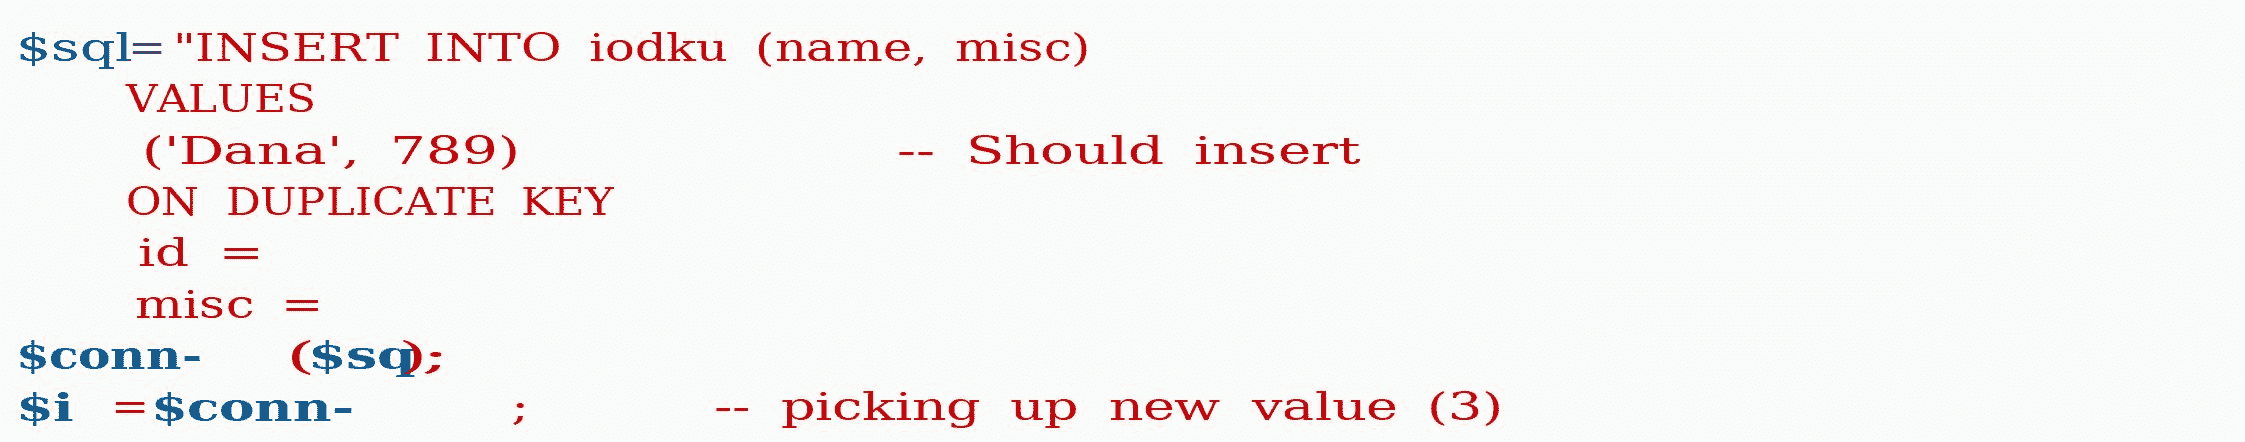 $sql= "INSERT INTO iodku (name, misc)
VALUES
('Dana', 789) -- Should insert
ON DUPLICATE KEY
id =
misc =
$conn- ($sq);
$i =$conn- ; -- picking up new value (3)